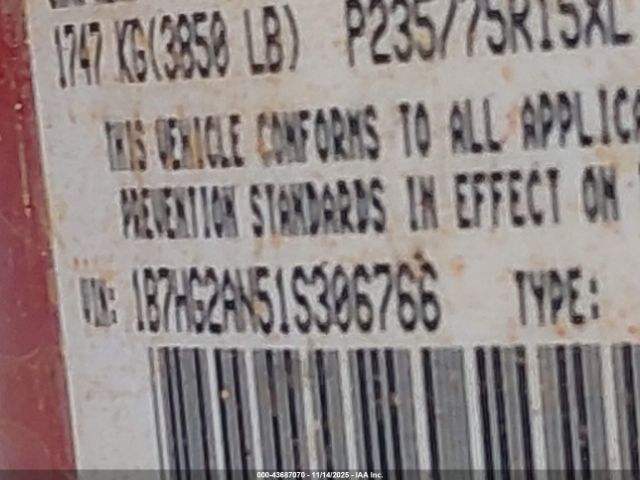 1747 KG(3850 LB) P235/75R15XL
THIS VEHICLE CONFORMS TO ALL APPLICA
PREVENTION STANDARDS IN EFFECT ON
VIN: 1B7HG2AN51S306766 TYPE:
000-43687070 - 11/14/2025 - IAA Inc.